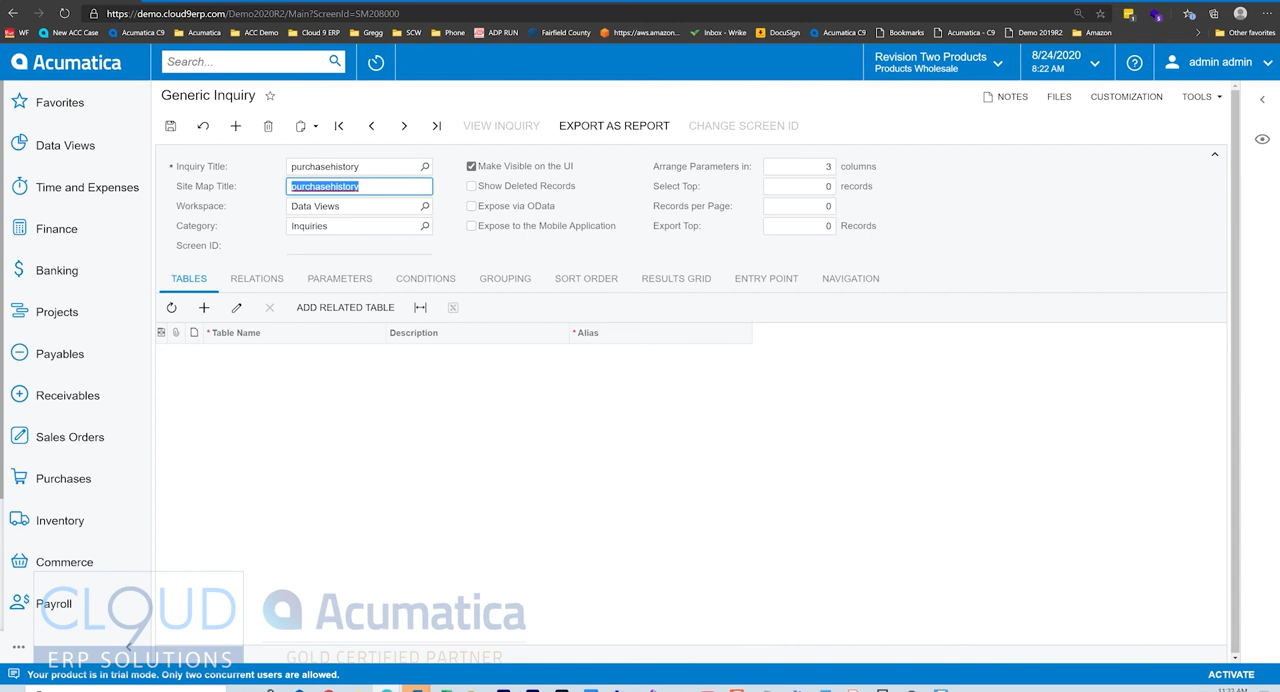 https://demo.cloud9erp.com/Demo2020R2/Main?ScreenId=SM208000
WF New ACC Case Acumatica C9 Acumatica ACC Demo Cloud 9 ERP Gregg SCW Phone ADP RUN Fairfield County https://aws.amazon... Inbox - Wrike DocuSign Acumatica C9 Bookmarks Acumatica - C9 Demo 2019R2 Amazon Other favorites
Acumatica Search... Revision Two Products Products Wholesale 8/24/2020 8:22 AM admin admin
Favorites
Data Views
Time and Expenses
Finance
Banking
Projects
Payables
Receivables
Sales Orders
Purchases
Inventory
Commerce
Payroll
Generic Inquiry NOTES FILES CUSTOMIZATION TOOLS
VIEW INQUIRY EXPORT AS REPORT CHANGE SCREEN ID
* Inquiry Title: purchasehistory Make Visible on the UI Arrange Parameters in: 3 columns
Site Map Title: purchasehistory Show Deleted Records Select Top: 0 records
Workspace: Data Views Expose via OData Records per Page: 0
Category: Inquiries Expose to the Mobile Application Export Top: 0 Records
Screen ID:
TABLES RELATIONS PARAMETERS CONDITIONS GROUPING SORT ORDER RESULTS GRID ENTRY POINT NAVIGATION
ADD RELATED TABLE
* Table Name Description * Alias
CLOUD9 Acumatica
ERP SOLUTIONS GOLD CERTIFIED PARTNER
Your product is in trial mode. Only two concurrent users are allowed. ACTIVATE